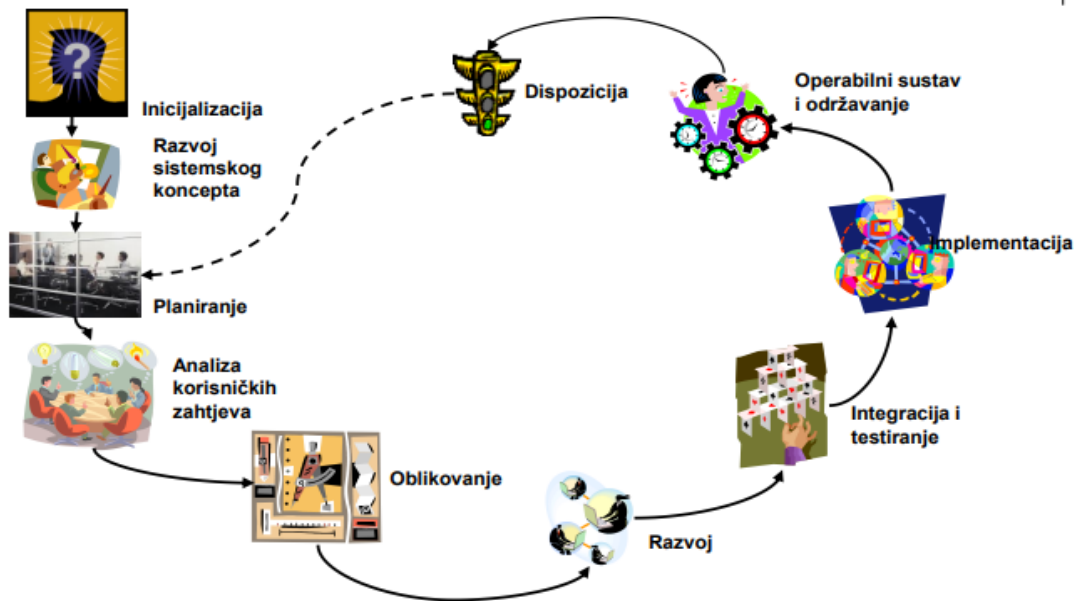 Inicijalizacija
Razvoj
sistemskog
koncepta
Planiranje
Analiza
korisničkih
zahtjeva
Oblikovanje
Razvoj
Integracija i
testiranje
Implementacija
Operabilni sustav
i održavanje
Dispozicija